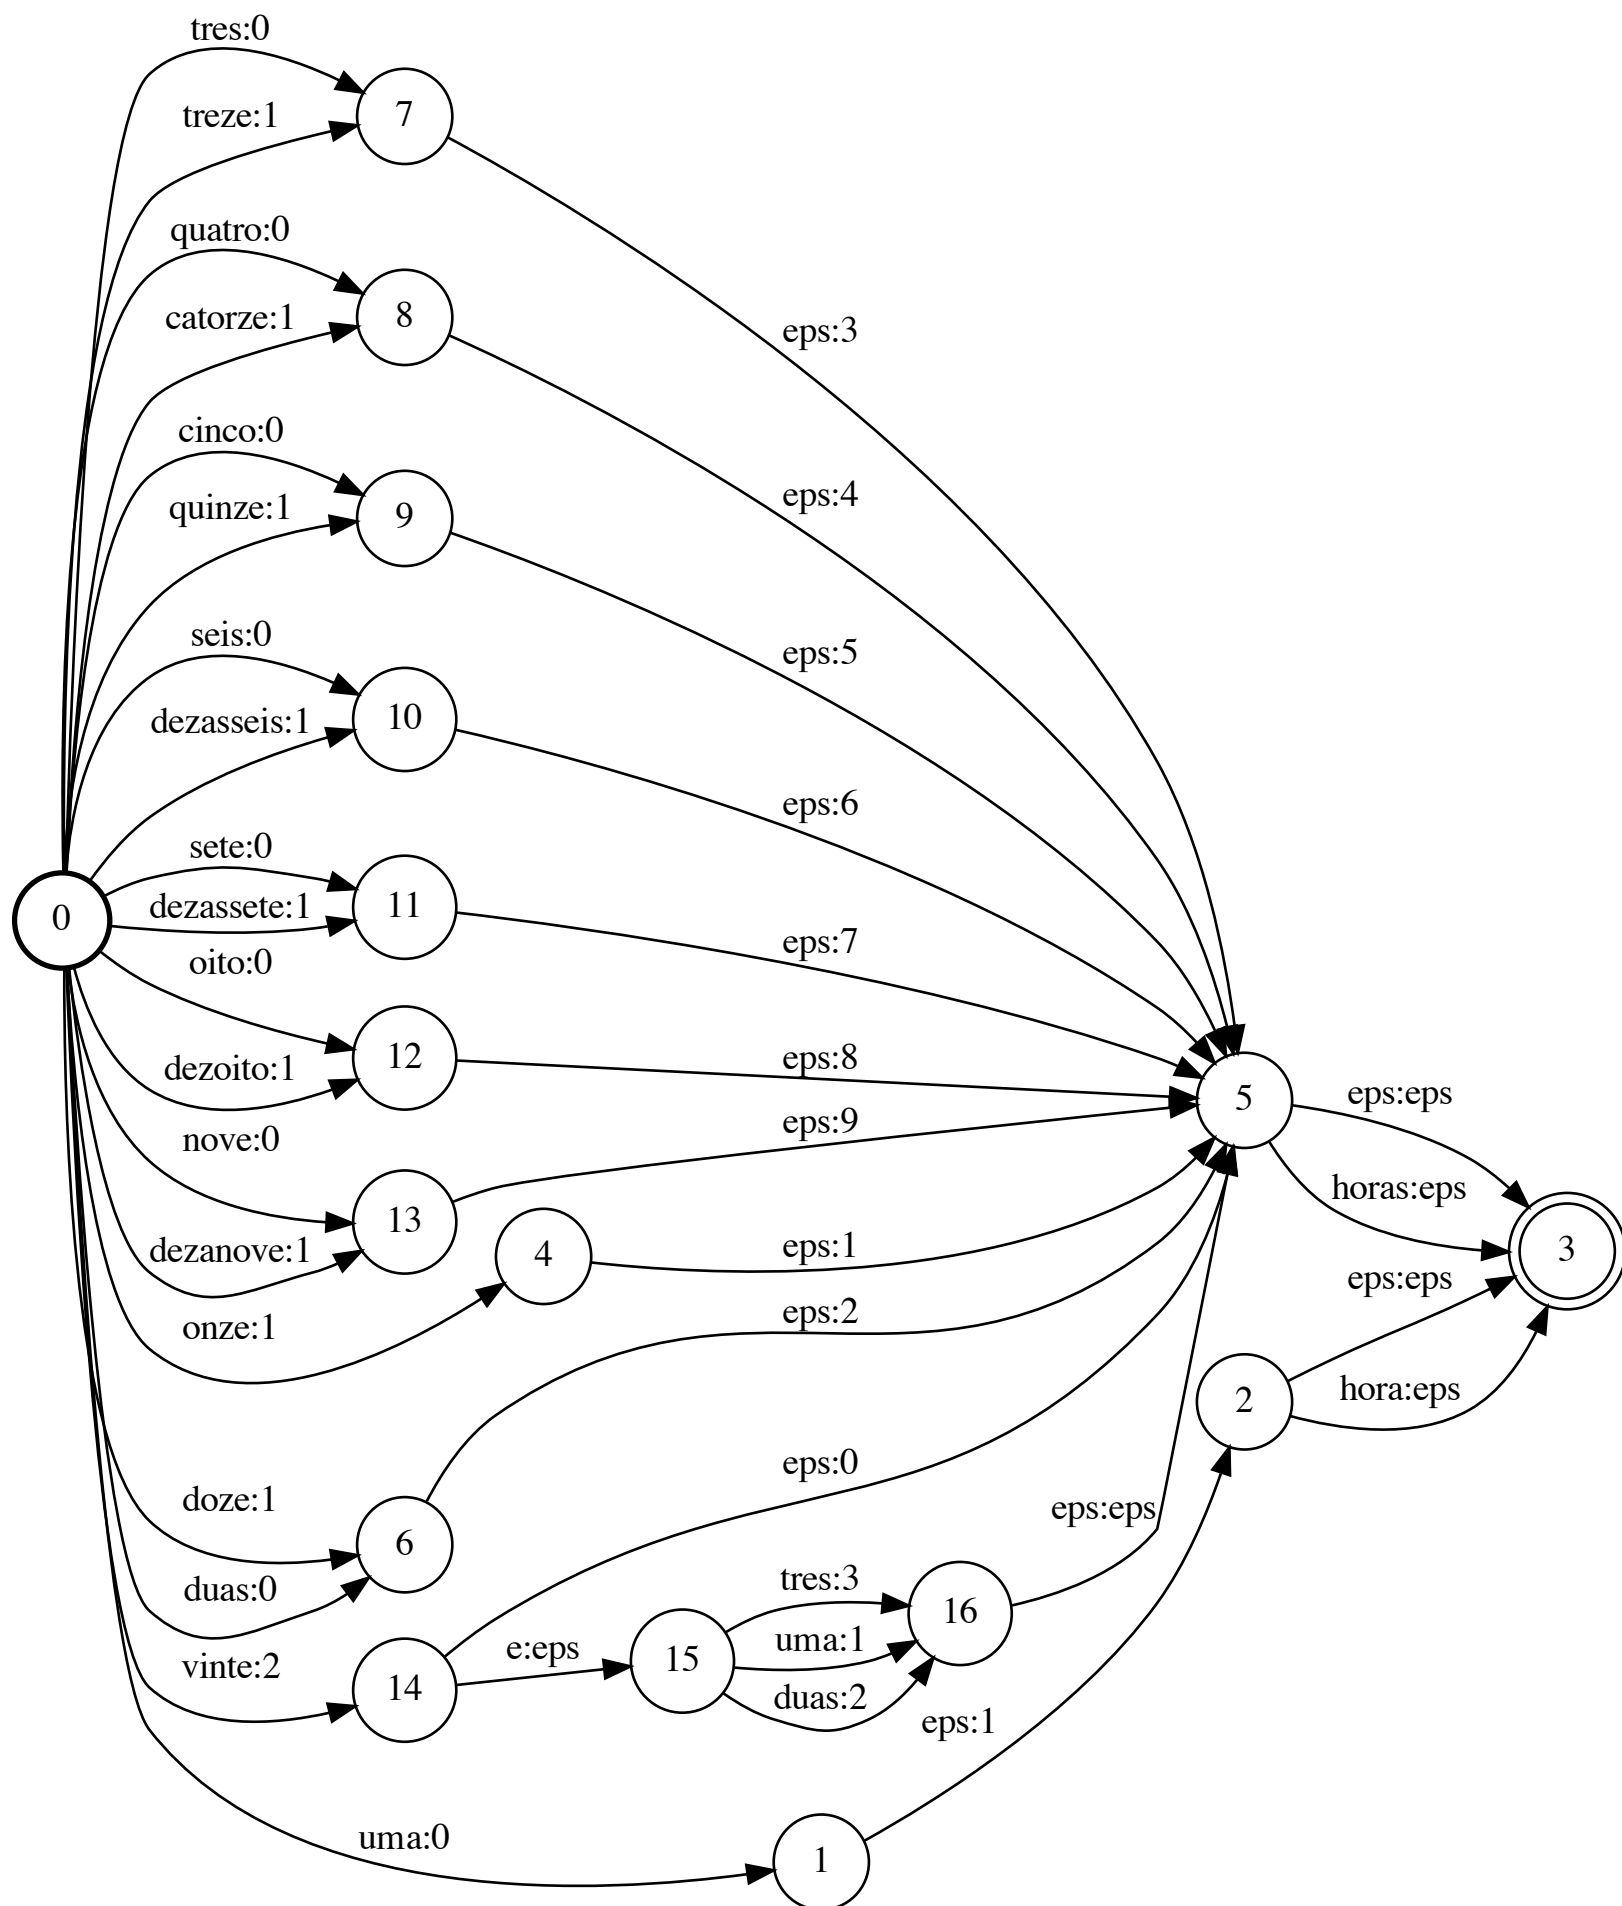 tres:0
treze:1
7
quatro:0
catorze:1
8
eps:3
cinco:0
quinze:1
9
eps:4
seis:0
dezasseis:1
10
eps:5
eps:6
sete:0
dezassete:1
0
11
eps:7
oito:0
dezoito:1
12
eps:8
5
eps:eps
nove:0
dezanove:1
13
eps:9
horas:eps
4
eps:1
3
onze:1
eps:2
eps:eps
2
hora:eps
doze:1
6
eps:0
eps:eps
duas:0
vinte:2
14
e:eps
15
tres:3
uma:1
duas:2
16
eps:1
uma:0
1